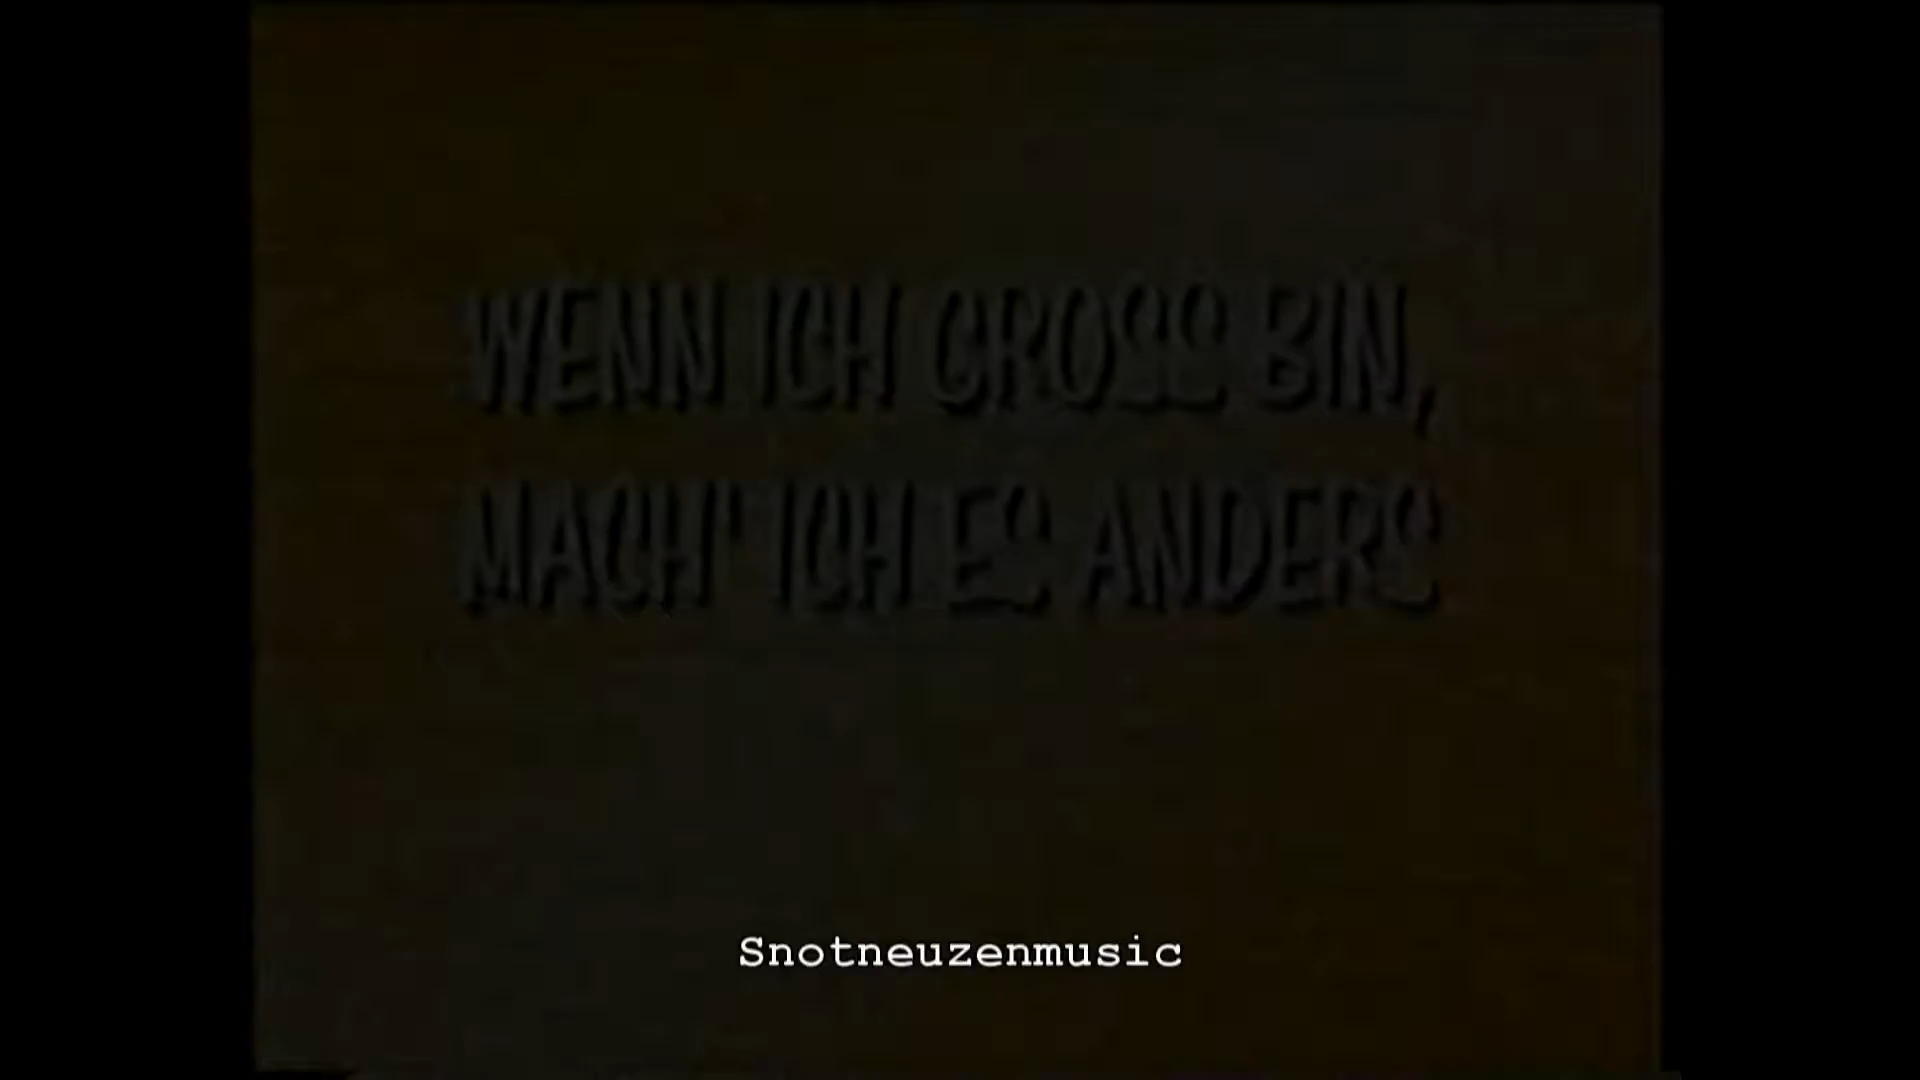 WENN ICH GROSS BIN,
MACH' ICH ES ANDERS
Snotneuzenmusic